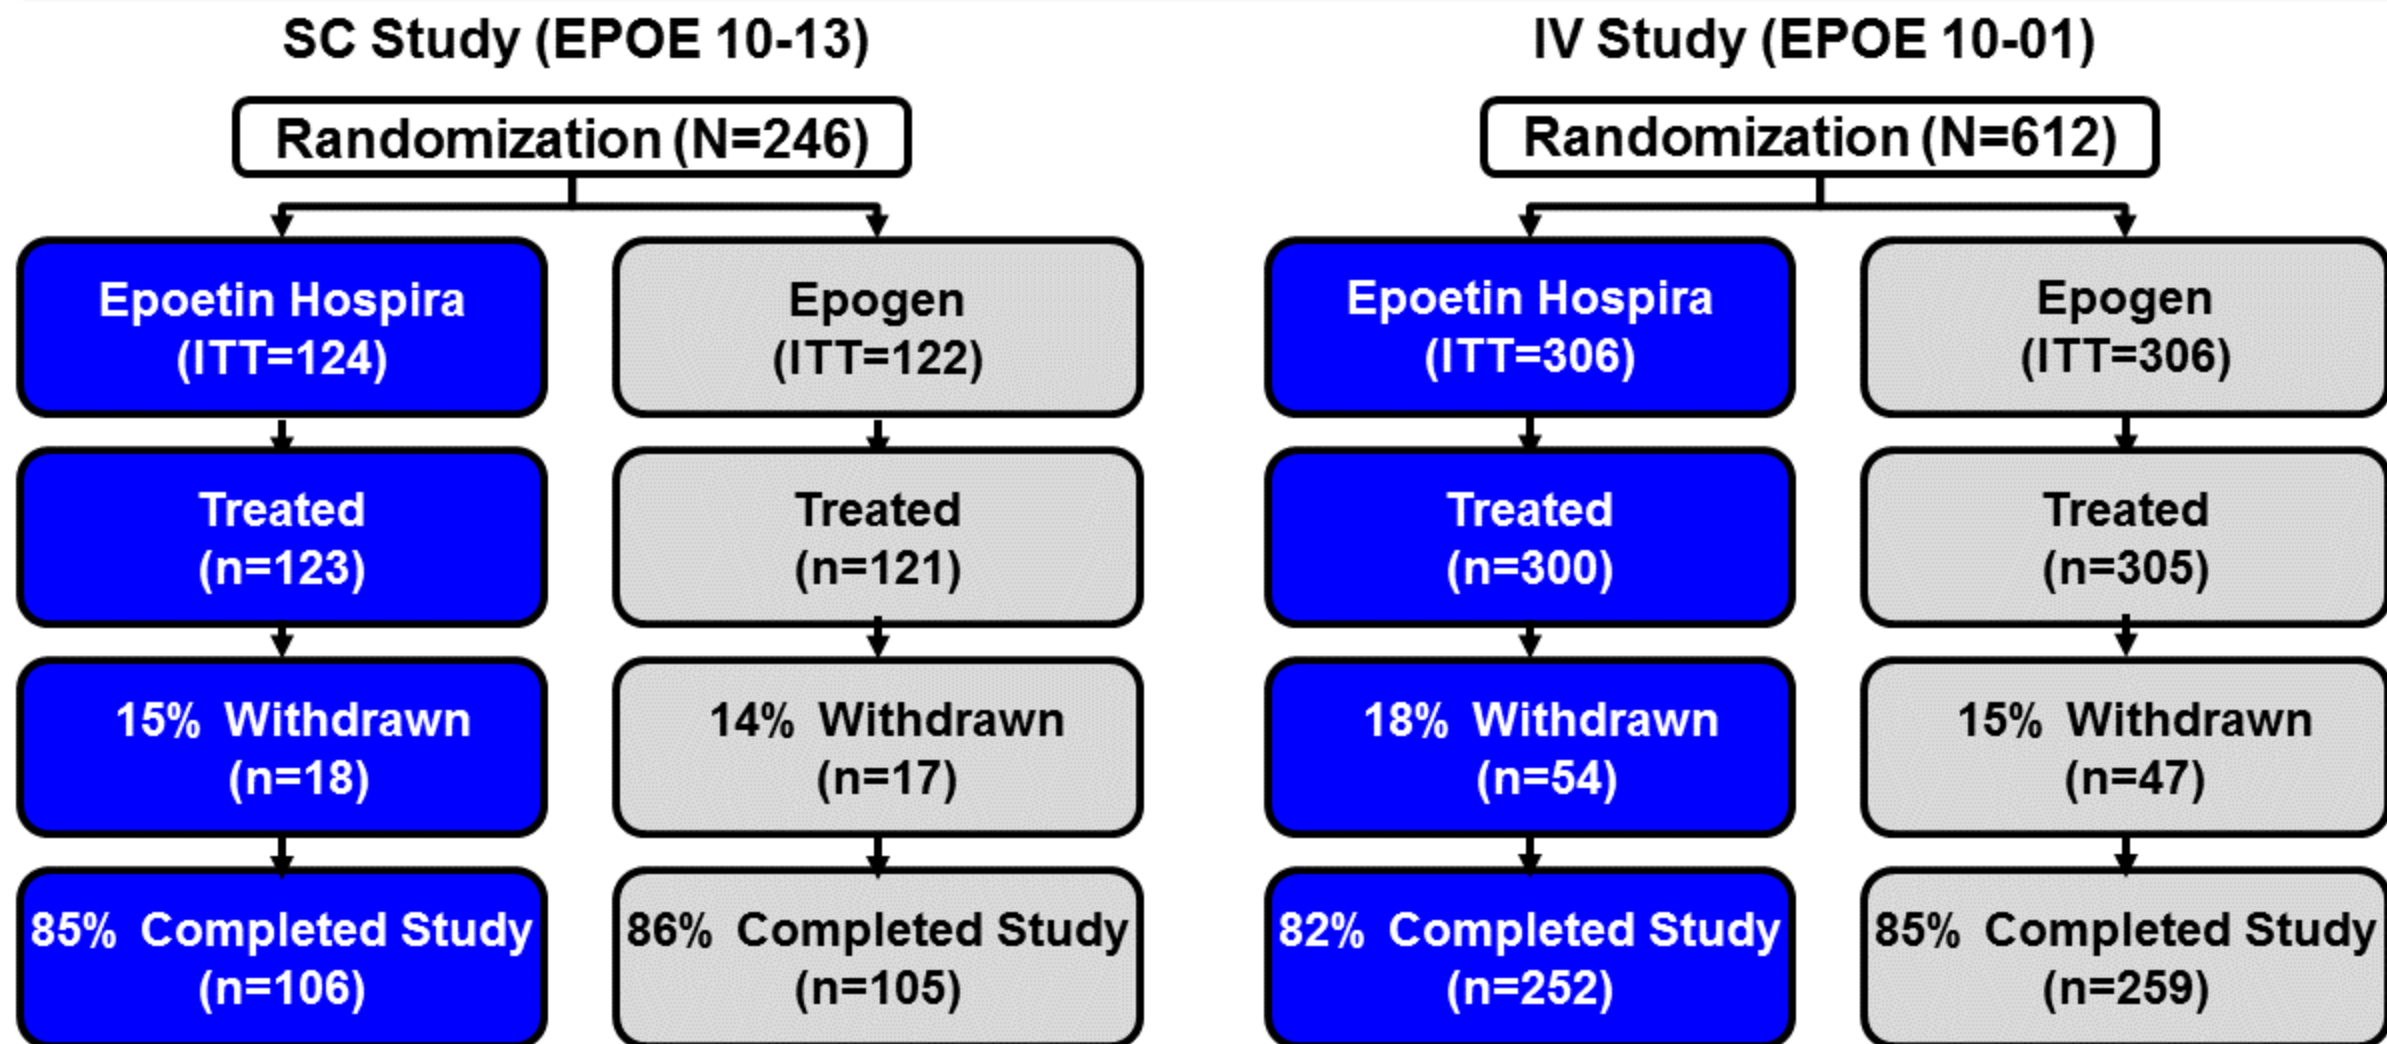 SC Study (EPOE 10-13)
Randomization (N=246)
Epoetin Hospira
(ITT=124)
Epogen
(ITT=122)
Treated
(n=123)
Treated
(n=121)
15% Withdrawn
(n=18)
14% Withdrawn
(n=17)
85% Completed Study
(n=106)
86% Completed Study
(n=105)
IV Study (EPOE 10-01)
Randomization (N=612)
Epoetin Hospira
(ITT=306)
Epogen
(ITT=306)
Treated
(n=300)
Treated
(n=305)
18% Withdrawn
(n=54)
15% Withdrawn
(n=47)
82% Completed Study
(n=252)
85% Completed Study
(n=259)